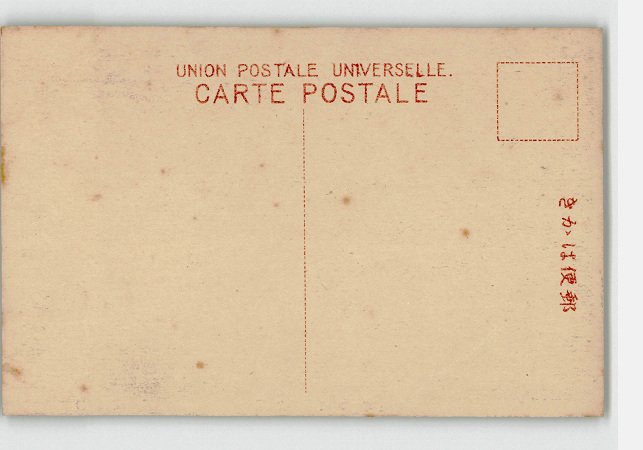 UNION POSTALE UNIVERSELLE.
CARTE POSTALE
郵便はかき